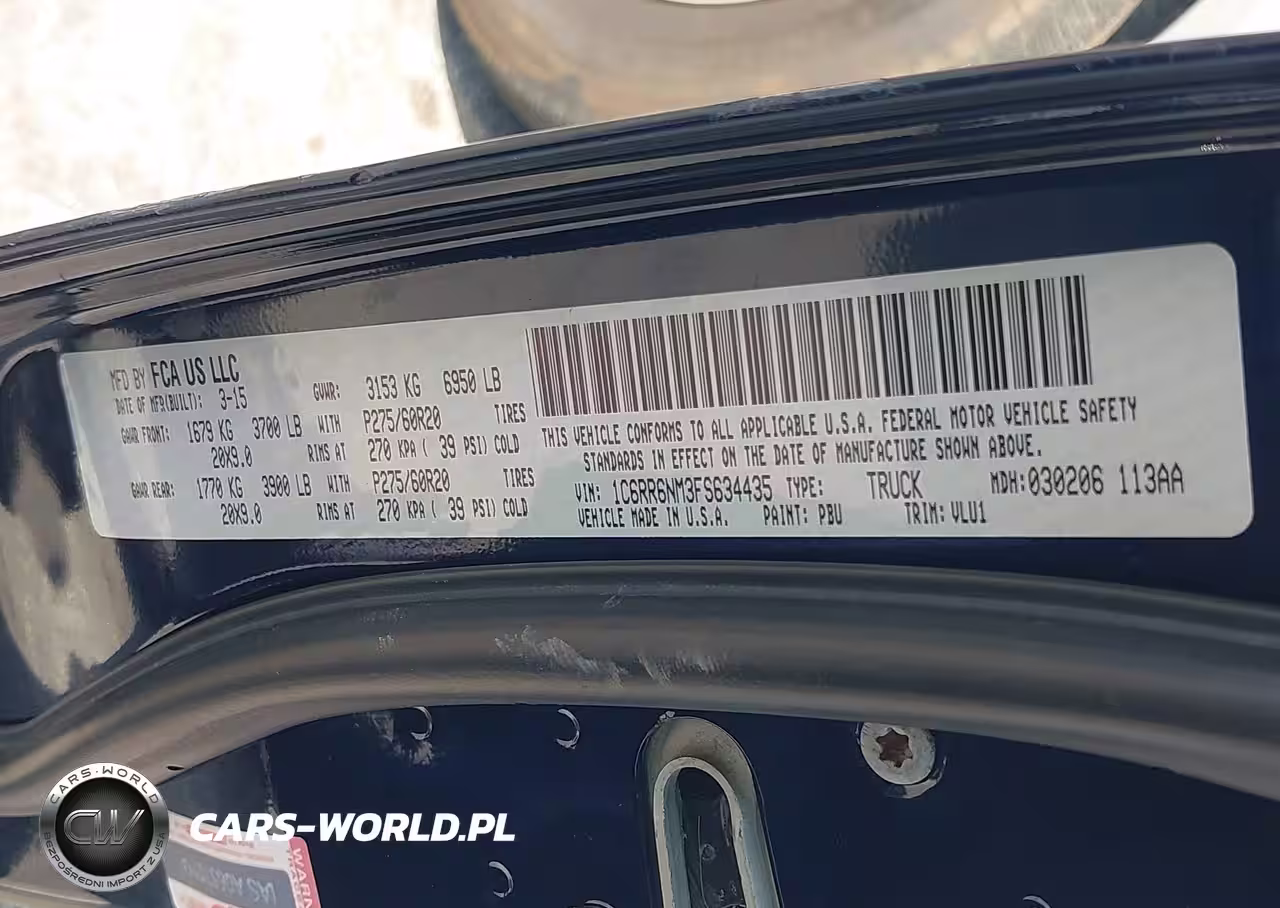 MFD BY FCA US LLC
DATE OF MFR(BUILT): 3-15
GVWR: 3153 KG 6950 LB
GAWR FRONT: 1679 KG 3700 LB WITH P275/60R20 TIRES
20X9.0 RIMS AT 270 KPA ( 39 PSI) COLD
GAWR REAR: 1770 KG 3900 LB WITH P275/60R20 TIRES
20X9.0 RIMS AT 270 KPA ( 39 PSI) COLD
THIS VEHICLE CONFORMS TO ALL APPLICABLE U.S.A. FEDERAL MOTOR VEHICLE SAFETY
STANDARDS IN EFFECT ON THE DATE OF MANUFACTURE SHOWN ABOVE.
VIN: 1C6RR6NM3FS634435 TYPE: TRUCK MDH:030206 113AA
VEHICLE MADE IN U.S.A. PAINT: PBU TRIM: VLU1
CARS-WORLD
CW
BEZPOŚREDNI IMPORT Z USA
CARS-WORLD.PL